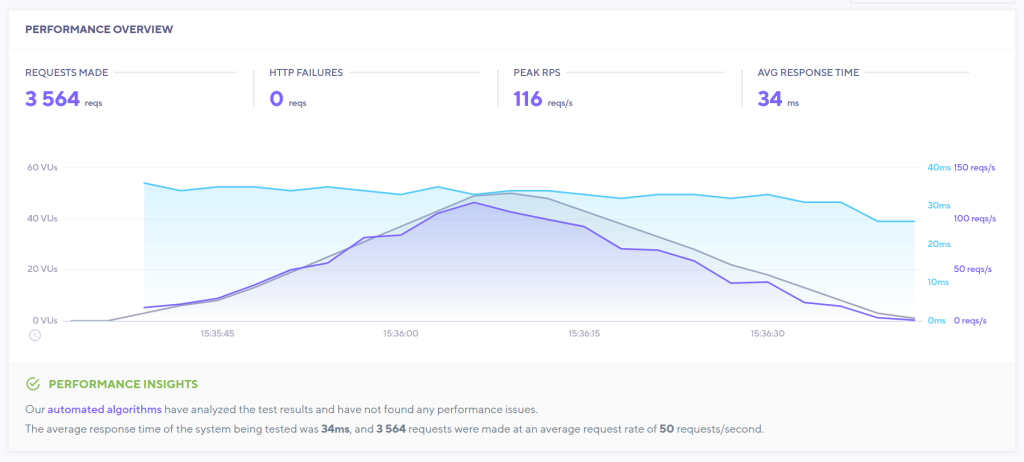 PERFORMANCE OVERVIEW
REQUESTS MADE
3 564 reqs
HTTP FAILURES
0 reqs
PEAK RPS
116 reqs/s
AVG RESPONSE TIME
34 ms
60 VUs
40 VUs
20 VUs
0 VUs
40ms 150 reqs/s
30ms
100 reqs/s
20ms
50 reqs/s
10ms
0ms 0 reqs/s
15:35:45
15:36:00
15:36:15
15:36:30
PERFORMANCE INSIGHTS
Our automated algorithms have analyzed the test results and have not found any performance issues.
The average response time of the system being tested was 34ms, and 3 564 requests were made at an average request rate of 50 requests/second.